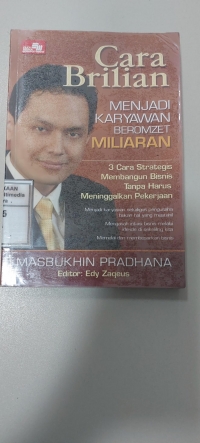 Cara
Brilian
MENJADI
KARYAWAN
BEROMZET
MILIARAN
3 Cara Strategis
Membangun Bisnis
Tanpa Harus
Meninggalkan Pekerjaan
MASBUKHIN PRADHANA
Editor: Edy Zaqeus